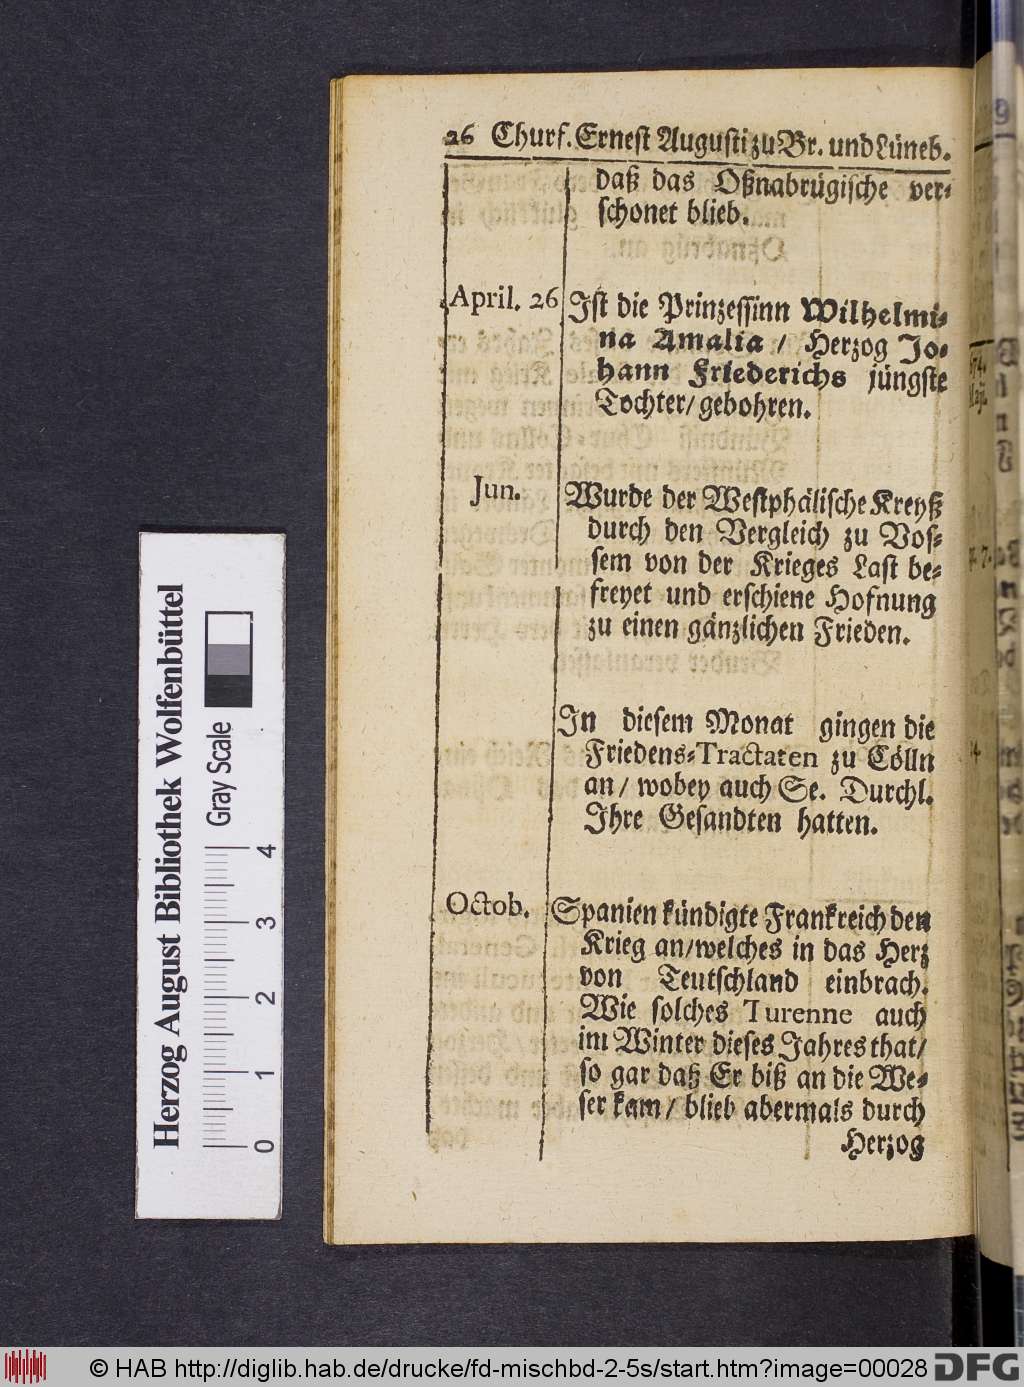 26 Churf. Ernest Augusti zu Br. und Lüneb.
daß das Oßnabrügische ver-
schonet blieb.
April. 26 Ist die Prinzessinn Wilhelmi-
na Amalia / Herzog Jo-
hann Friederichs jüngste
Tochter / gebohren.
Jun. Wurde der Westphälische Kreyß
durch den Vergleich zu Vos-
sem von der Krieges Last be-
freyet und erschiene Hofnung
zu einen gänzlichen Frieden.
In diesem Monat gingen die
Friedens-Tractaten zu Cölln
an / wobey auch Se. Durchl.
Ihre Gesandten hatten.
Octob. Spanien kündigte Frankreich den
Krieg an / welches in das Herz
von Teutschland einbrach.
Wie solches Turenne auch
im Winter dieses Jahres that /
so gar daß Er biß an die We-
ser kam / blieb abermals durch
Herzog
Herzog August Bibliothek Wolfenbüttel
Gray Scale
0 1 2 3 4
© HAB http://diglib.hab.de/drucke/fd-mischbd-2-5s/start.htm?image=00028
DFG